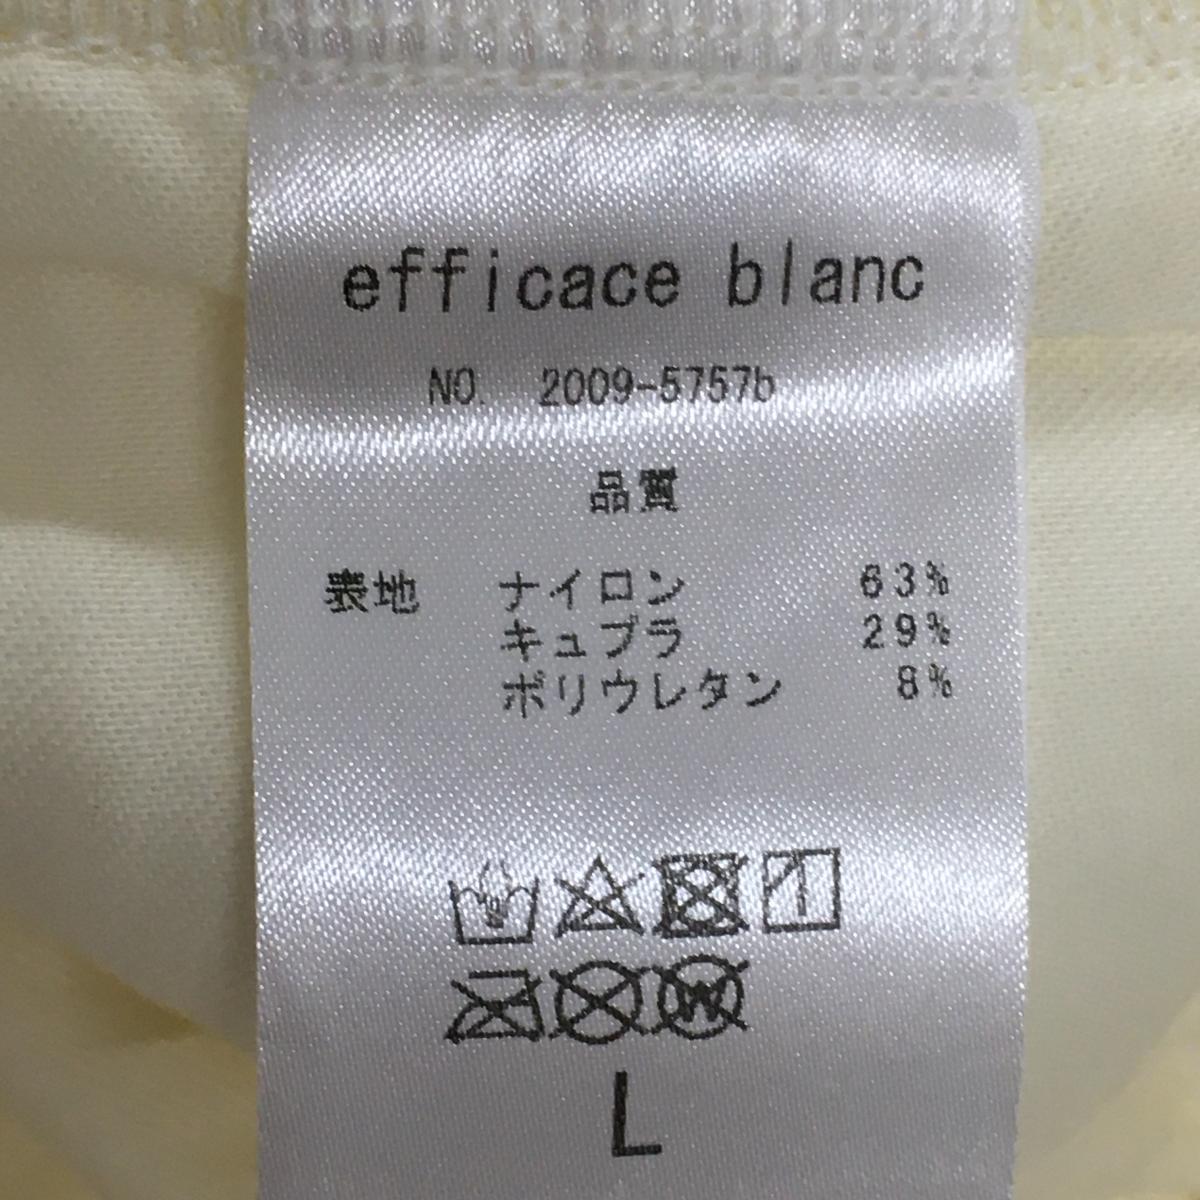 efficace blanc
NO. 2009-5757b
品質
表地 ナイロン 63%
キュプラ 29%
ポリウレタン 8%
W
L